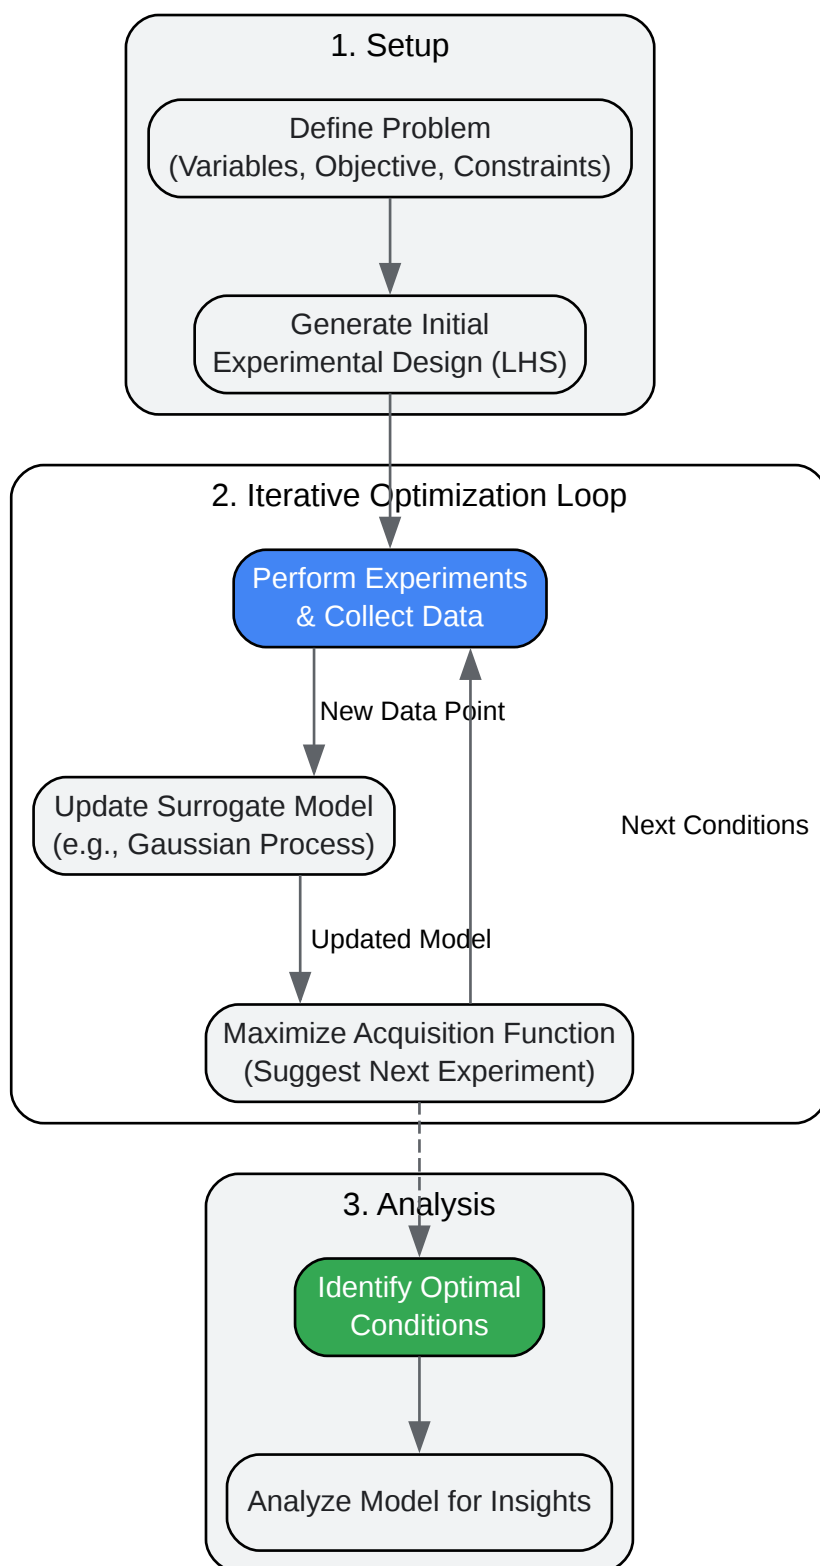 1. Setup
Define Problem
(Variables, Objective, Constraints)
Generate Initial
Experimental Design (LHS)
2. Iterative Optimization Loop
Perform Experiments
& Collect Data
New Data Point
Update Surrogate Model
(e.g., Gaussian Process)
Next Conditions
Updated Model
Maximize Acquisition Function
(Suggest Next Experiment)
3. Analysis
Identify Optimal
Conditions
Analyze Model for Insights